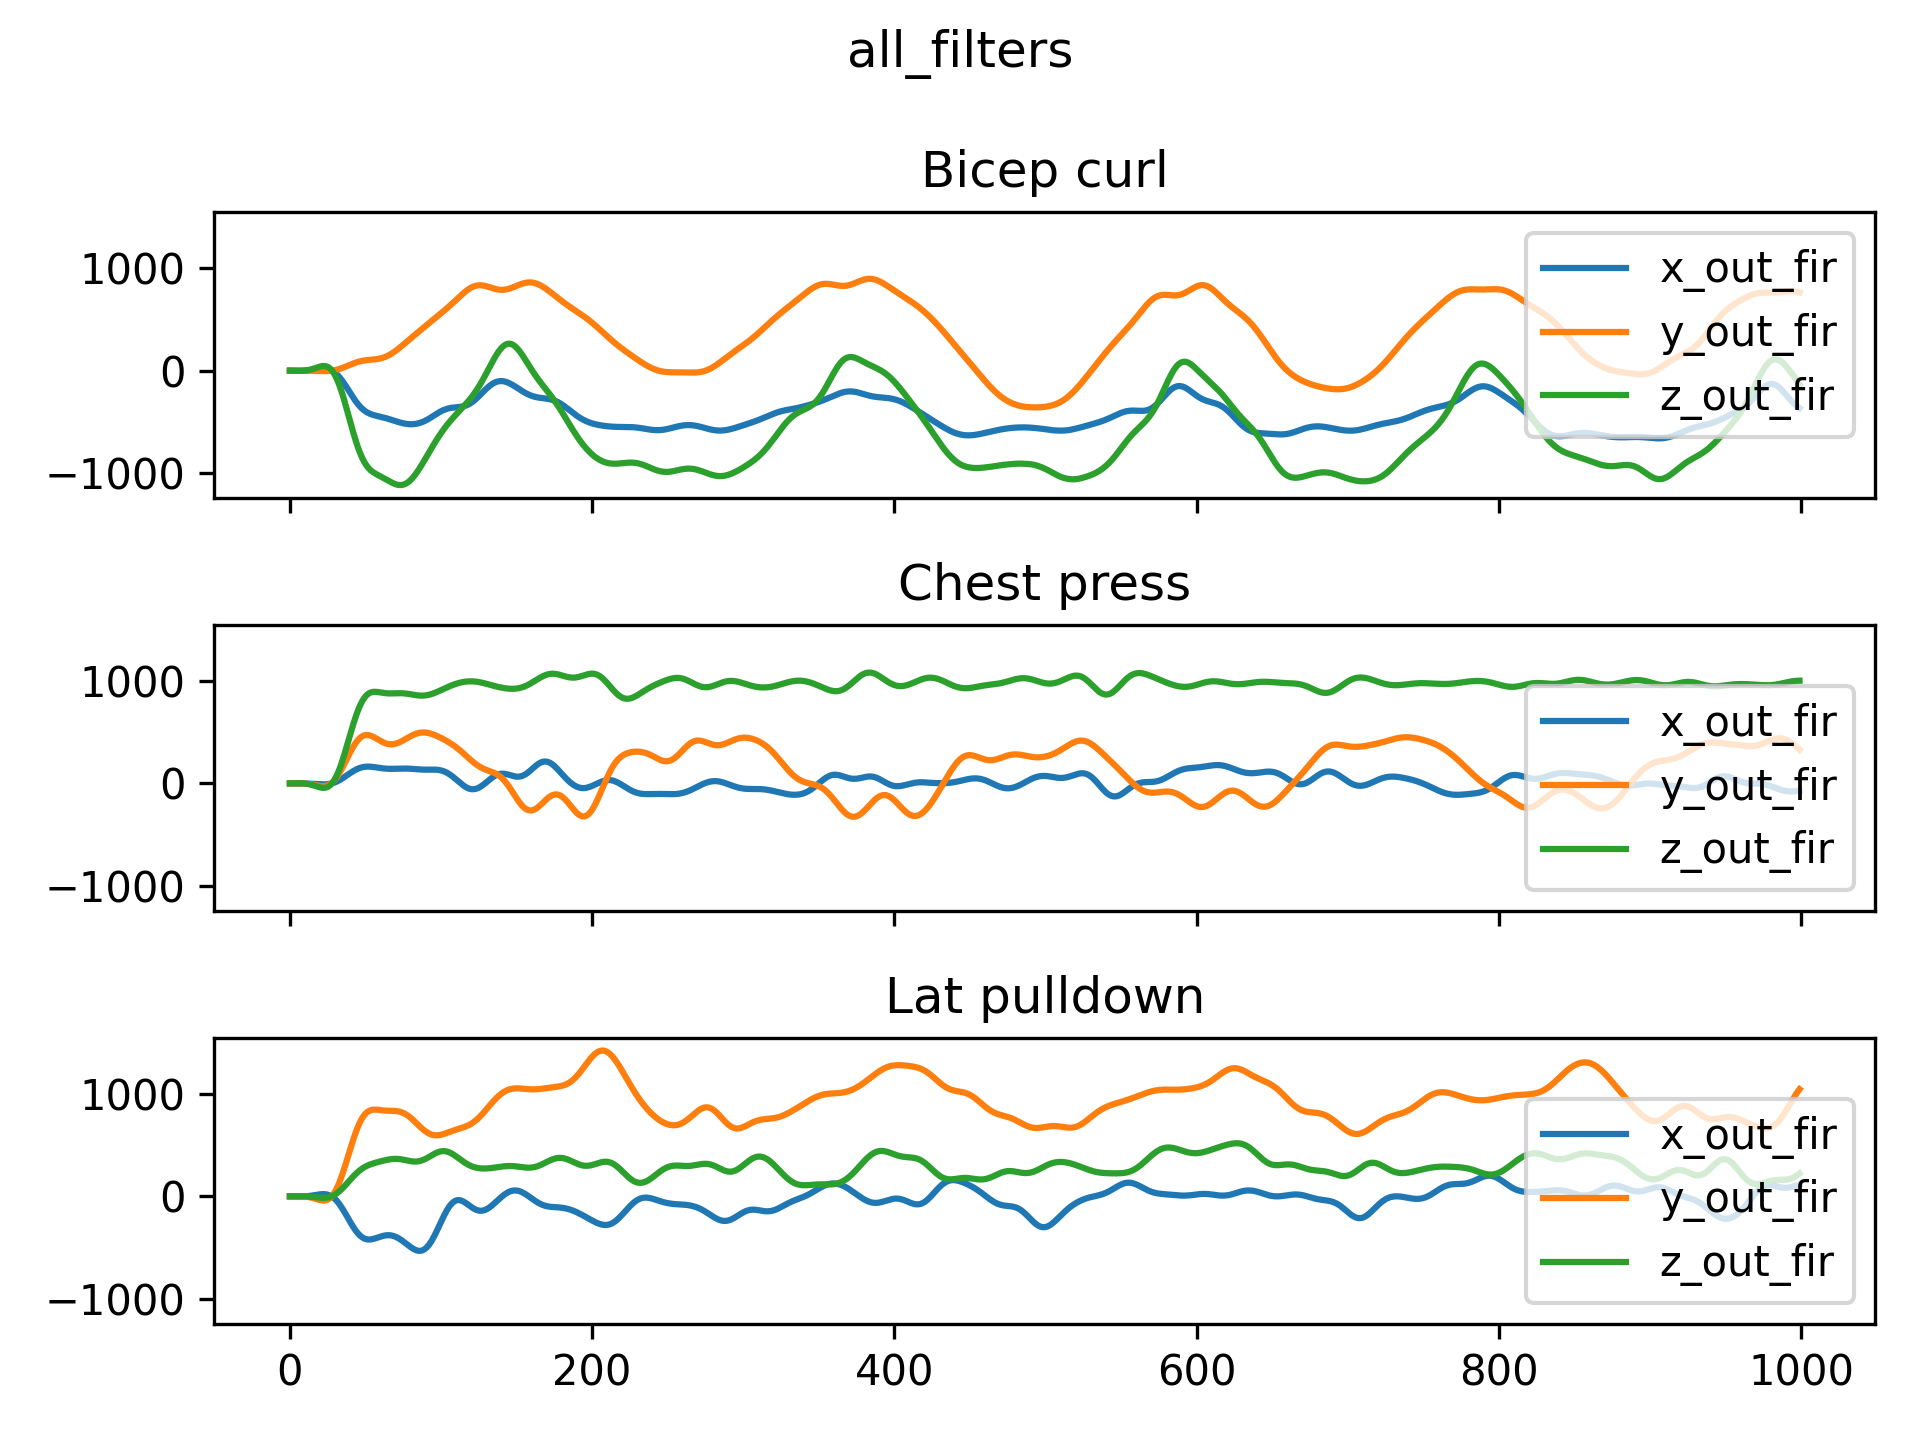 all_filters
Bicep curl
1000
0
−1000
x_out_fir
y_out_fir
z_out_fir
Chest press
1000
0
−1000
x_out_fir
y_out_fir
z_out_fir
Lat pulldown
1000
0
−1000
x_out_fir
y_out_fir
z_out_fir
0 200 400 600 800 1000